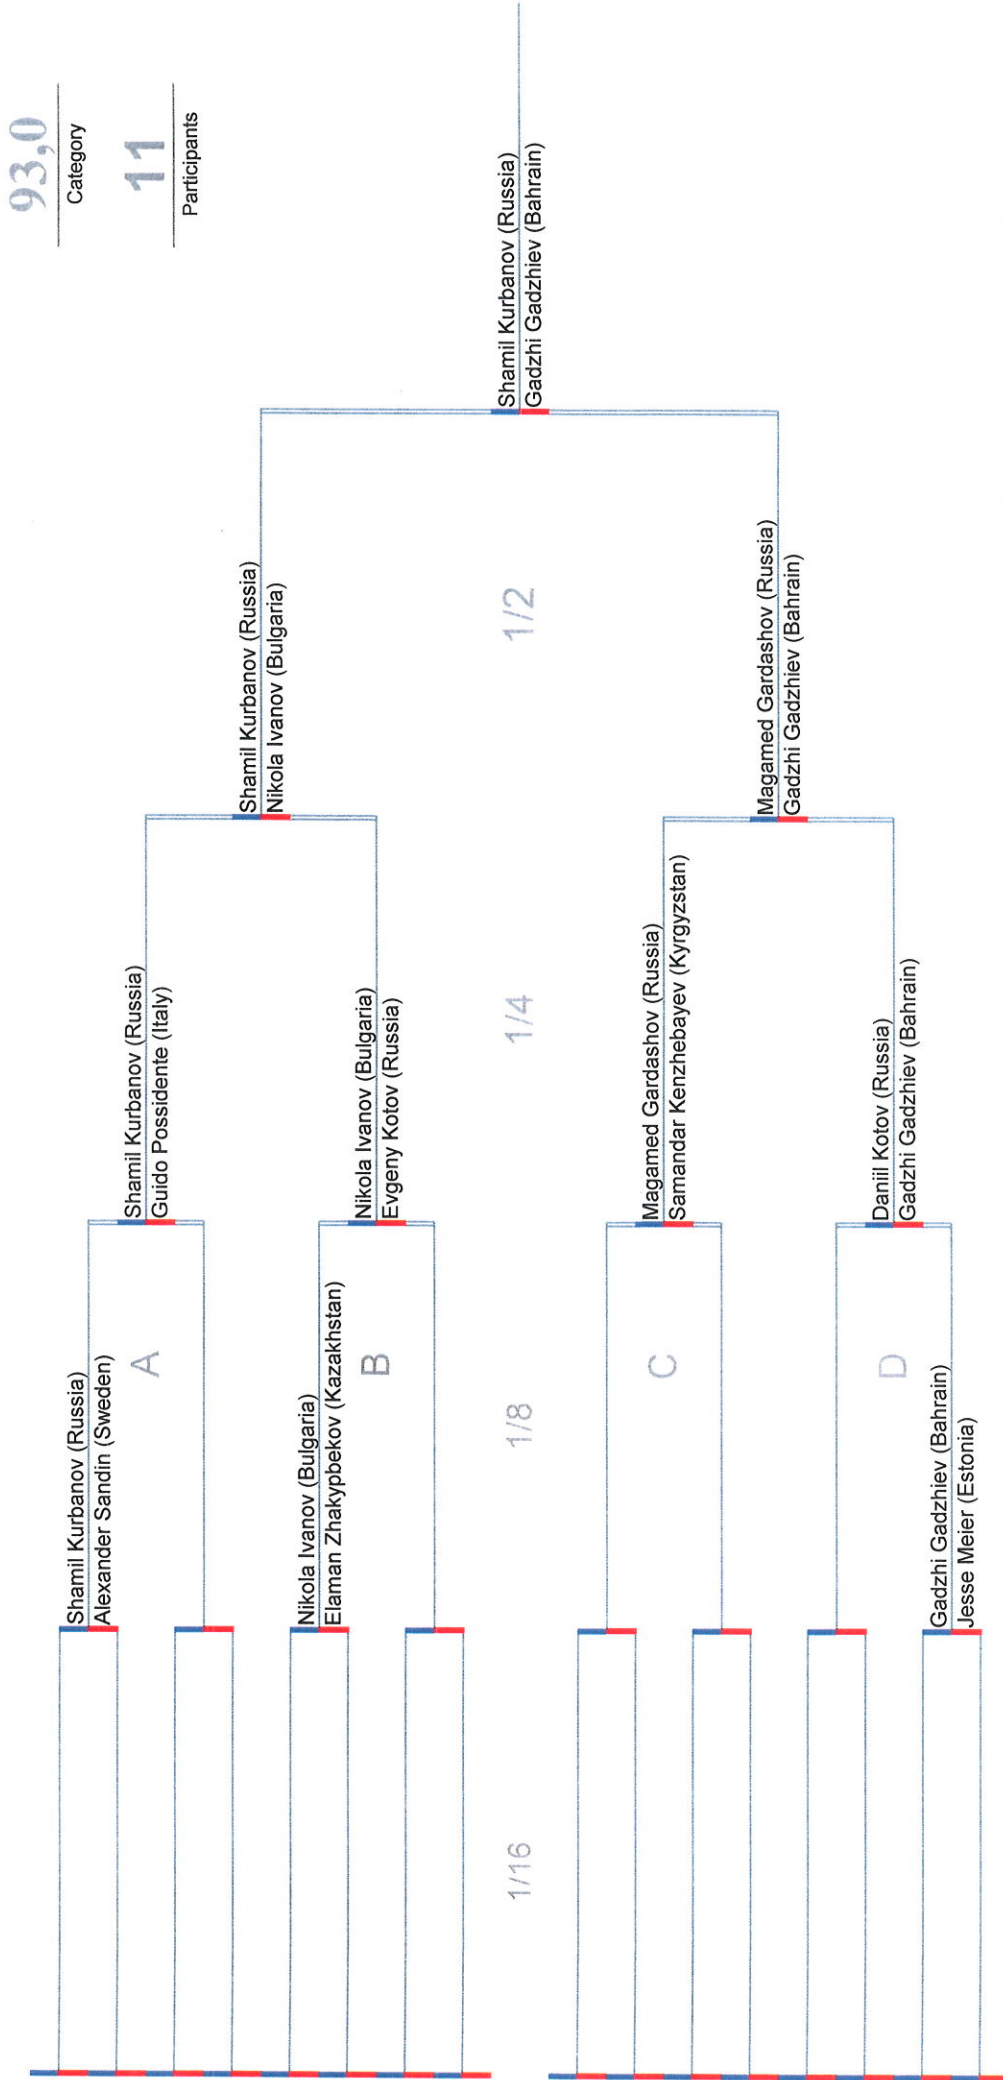 93,0
Category
11
Participants
Shamil Kurbanov (Russia)
Alexander Sandin (Sweden)
A
Nikola Ivanov (Bulgaria)
Elaman Zhakypbekov (Kazakhstan)
B
1/16
1/8
1/4
1/2
C
D
Gadzhi Gadzhiev (Bahrain)
Jesse Meier (Estonia)
Shamil Kurbanov (Russia)
Guido Possidente (Italy)
Nikola Ivanov (Bulgaria)
Evgeny Kotov (Russia)
Magamed Gardashov (Russia)
Samandar Kenzhebayev (Kyrgyzstan)
Daniil Kotov (Russia)
Gadzhi Gadzhiev (Bahrain)
Shamil Kurbanov (Russia)
Nikola Ivanov (Bulgaria)
Magamed Gardashov (Russia)
Gadzhi Gadzhiev (Bahrain)
Shamil Kurbanov (Russia)
Gadzhi Gadzhiev (Bahrain)